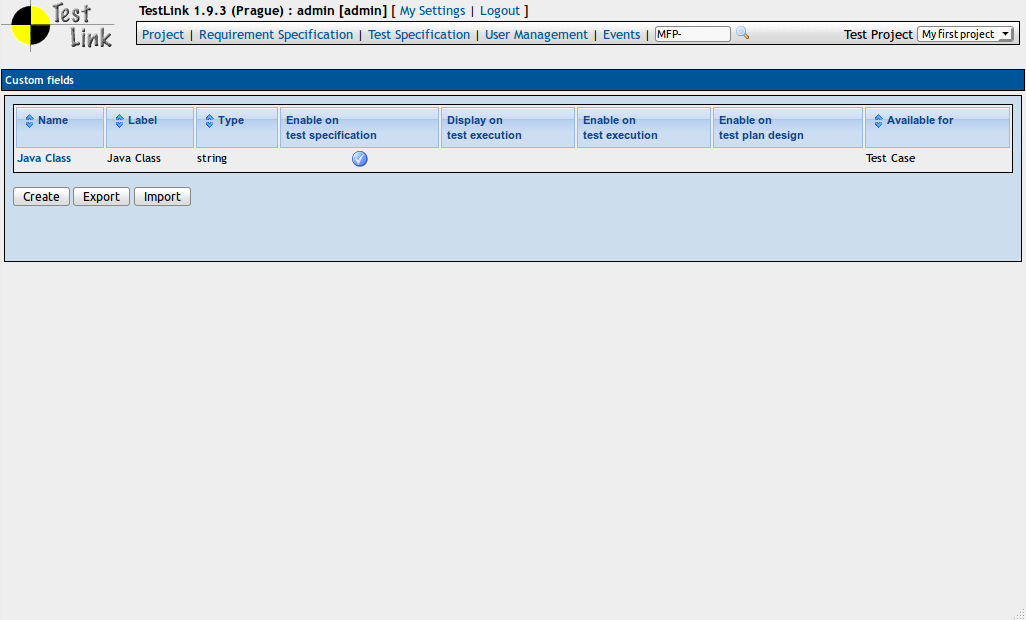 Test Link
TestLink 1.9.3 (Prague) : admin [admin] [ My Settings | Logout ]
Project | Requirement Specification | Test Specification | User Management | Events | MFP- Test Project My first project
Custom fields
Name Label Type Enable on test specification Display on test execution Enable on test execution Enable on test plan design Available for
Java Class Java Class string Test Case
Create Export Import